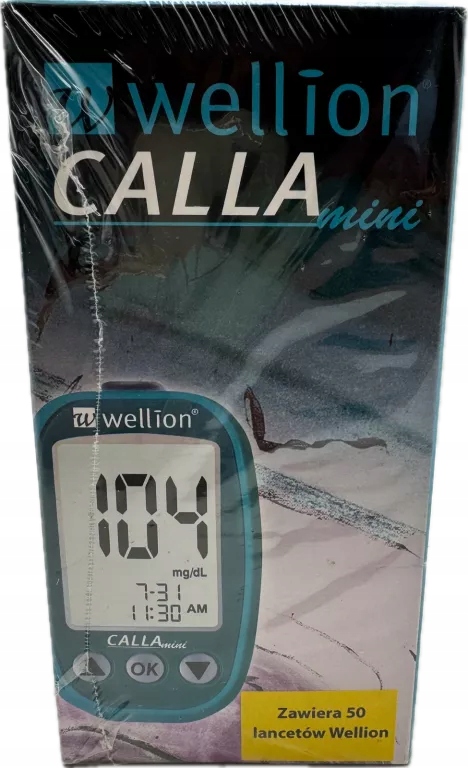 w wellion®
CALLA mini
w wellion®
104
mg/dL
7-31
11:30 AM
CALLA mini
OK
Zawiera 50
lancetów Wellion